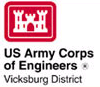 US Army Corps
of Engineers ®
Vicksburg District